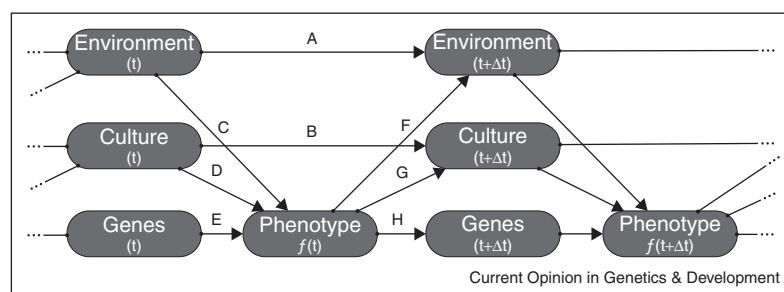 A
Environment
(t)
Environment
(t+Δt)
C
F
B
Culture
(t)
Culture
(t+Δt)
D
G
E
H
Genes
(t)
Phenotype
f(t)
Genes
(t+Δt)
Phenotype
f(t+Δt)
Current Opinion in Genetics & Development